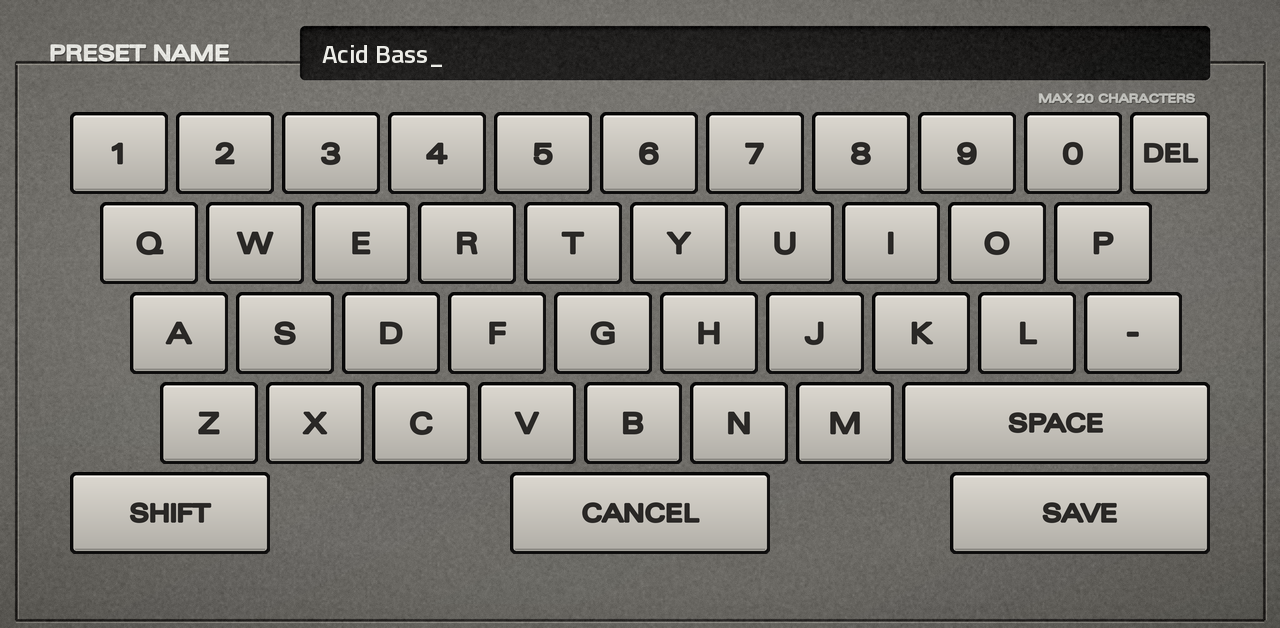 PRESET NAME Acid Bass_
MAX 20 CHARACTERS
1 2 3 4 5 6 7 8 9 0 DEL
Q W E R T Y U I O P
A S D F G H J K L -
Z X C V B N M SPACE
SHIFT CANCEL SAVE